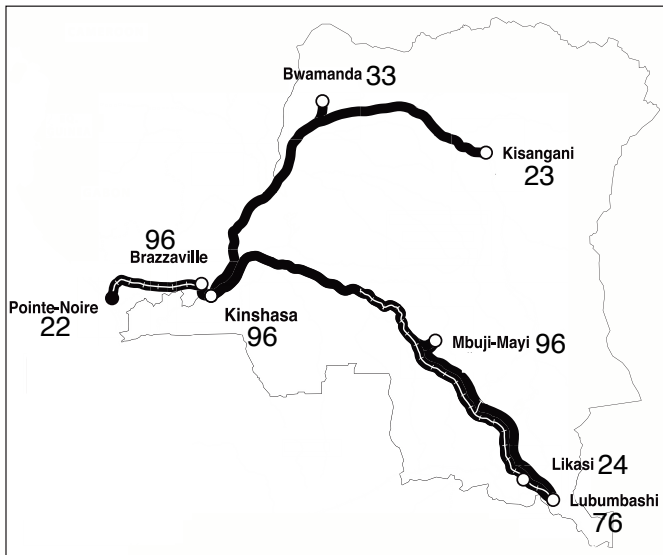 Bwamanda 33
Kisangani
23
96
Brazzaville
Pointe-Noire
22
Kinshasa
96
Mbuji-Mayi 96
Likasi 24
Lubumbashi
76